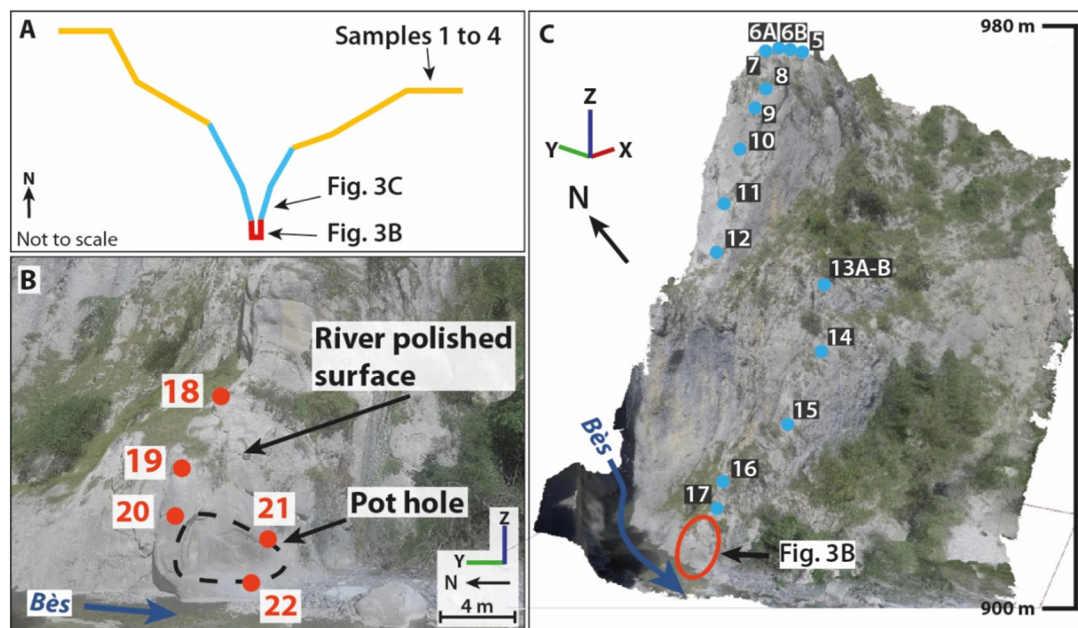 A
N
Not to scale
Samples 1 to 4
Fig. 3C
Fig. 3B
B
River polished
surface
18
19
20
21
Pot hole
22
Bès
Z
Y
N
4 m
C
980 m
6A 6B 5
7
8
9
10
11
12
13A-B
14
15
16
17
Z
Y X
N
Bès
Fig. 3B
900 m